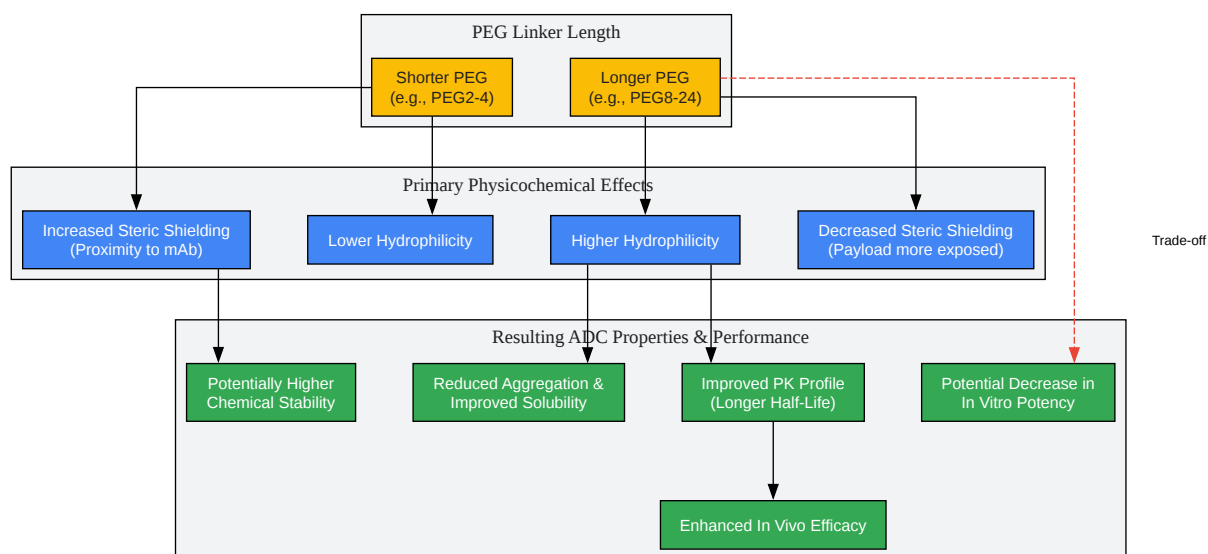 PEG Linker Length
Shorter PEG
(e.g., PEG2-4)
Longer PEG
(e.g., PEG8-24)
Primary Physicochemical Effects
Increased Steric Shielding
(Proximity to mAb)
Lower Hydrophilicity
Higher Hydrophilicity
Decreased Steric Shielding
(Payload more exposed)
Trade-off
Resulting ADC Properties & Performance
Potentially Higher
Chemical Stability
Reduced Aggregation &
Improved Solubility
Improved PK Profile
(Longer Half-Life)
Potential Decrease in
In Vitro Potency
Enhanced In Vivo Efficacy